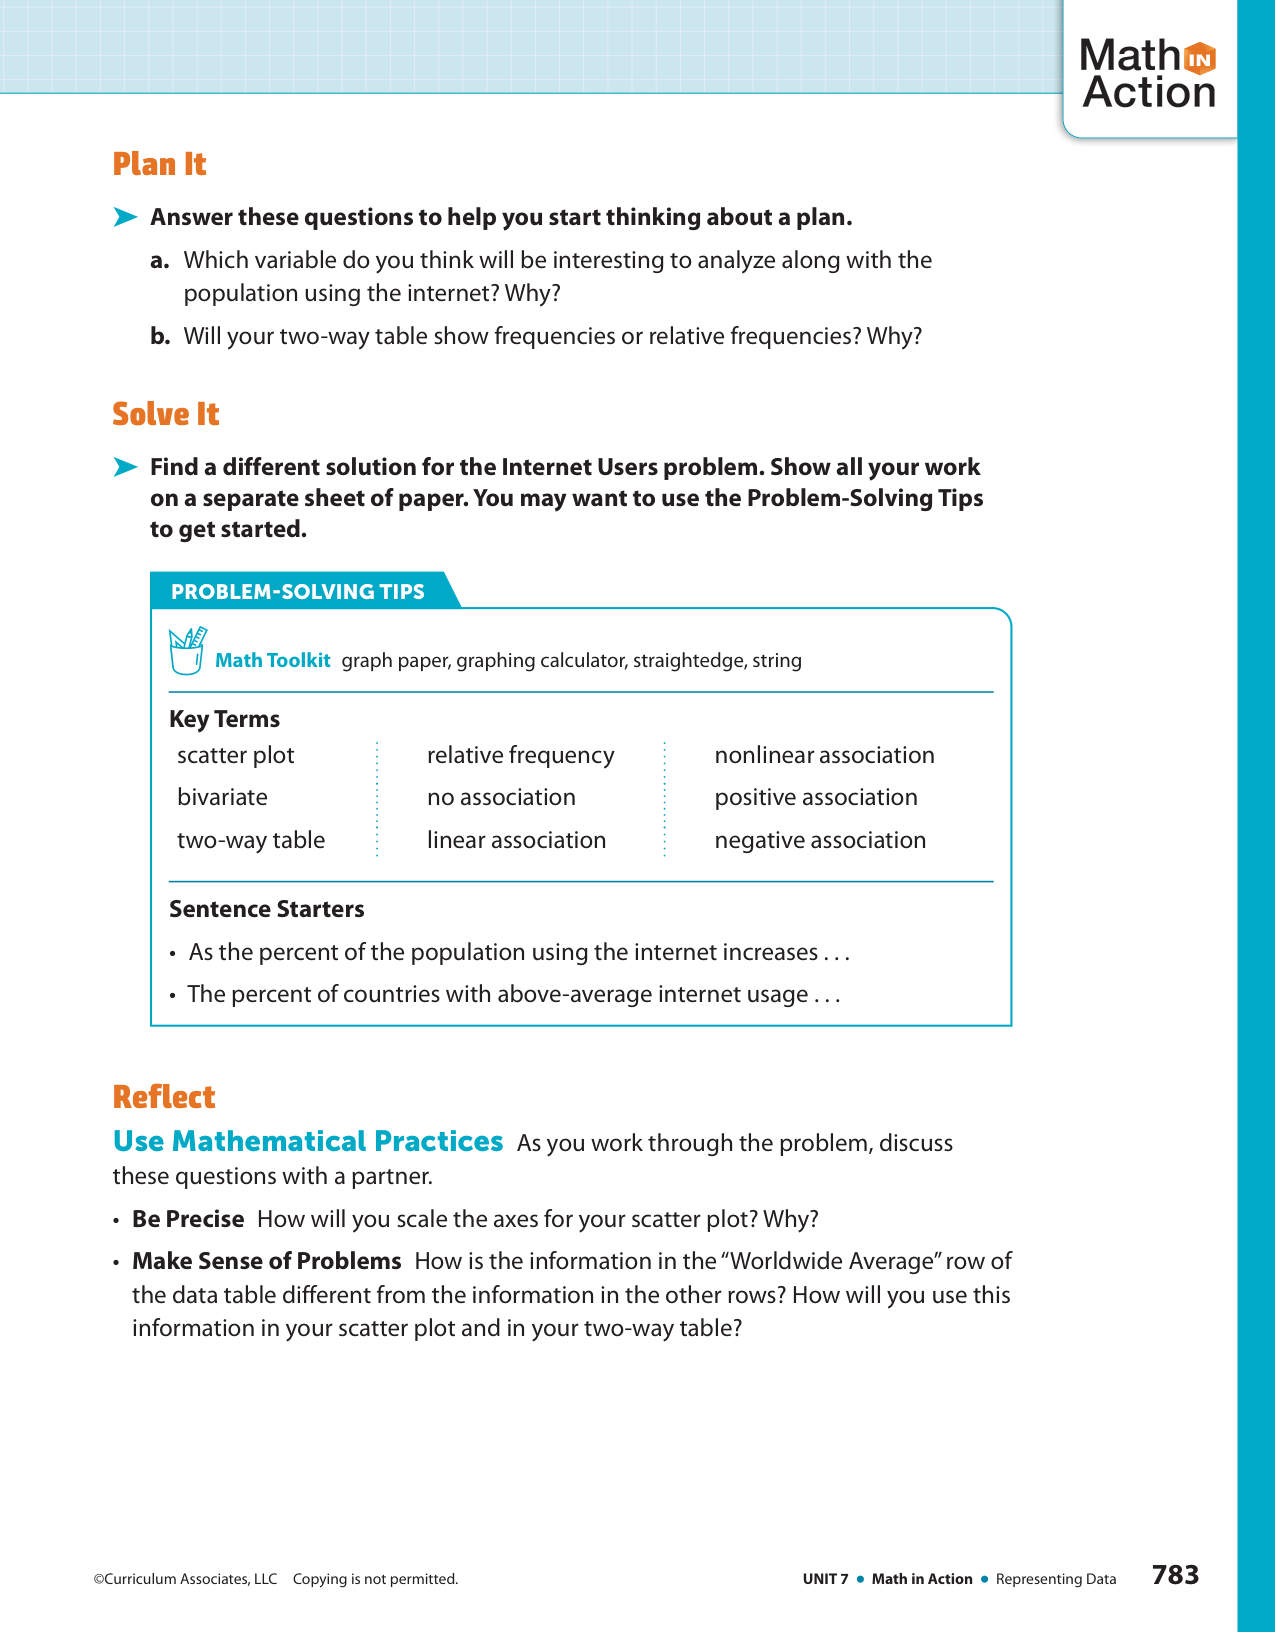 Math IN
Action
Plan It
➤ Answer these questions to help you start thinking about a plan.
a. Which variable do you think will be interesting to analyze along with the
population using the internet? Why?
b. Will your two-way table show frequencies or relative frequencies? Why?
Solve It
➤ Find a different solution for the Internet Users problem. Show all your work
on a separate sheet of paper. You may want to use the Problem-Solving Tips
to get started.
PROBLEM-SOLVING TIPS
Math Toolkit graph paper, graphing calculator, straightedge, string
Key Terms
scatter plot relative frequency nonlinear association
bivariate no association positive association
two-way table linear association negative association
Sentence Starters
• As the percent of the population using the internet increases . . .
• The percent of countries with above-average internet usage . . .
Reflect
Use Mathematical Practices As you work through the problem, discuss
these questions with a partner.
• Be Precise How will you scale the axes for your scatter plot? Why?
• Make Sense of Problems How is the information in the “Worldwide Average” row of
the data table different from the information in the other rows? How will you use this
information in your scatter plot and in your two-way table?
©Curriculum Associates, LLC Copying is not permitted. UNIT 7 • Math in Action • Representing Data 783